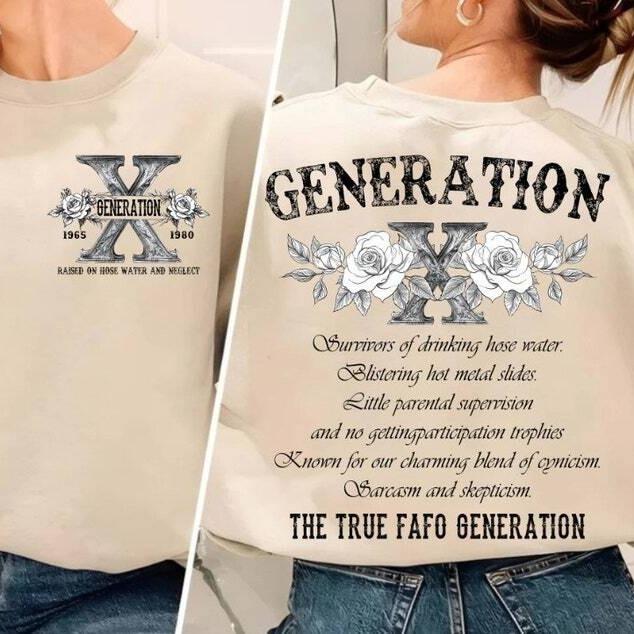 X
GENERATION
1965 1980
RAISED ON HOSE WATER AND NEGLECT
GENERATION
X
Survivors of drinking hose water.
Blistering hot metal slides.
Little parental supervision
and no gettingparticipation trophies
Known for our charming blend of cynicism.
Sarcasm and skepticism.
THE TRUE FAFO GENERATION